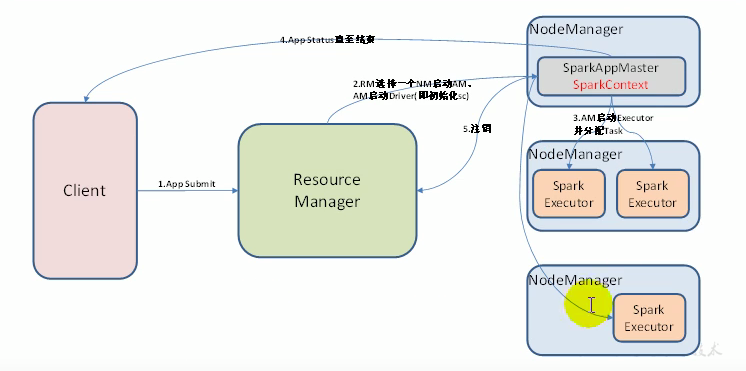 4.App Status直至结束
NodeManager
SparkAppMaster
SparkContext
2.RM选择一个NM启动AM、
AM启动Driver(即初始化sc)
3.AM启动Executor
并分配Task
5.注销
Client
1.App Submit
Resource
Manager
NodeManager
Spark
Executor
Spark
Executor
NodeManager
Spark
Executor